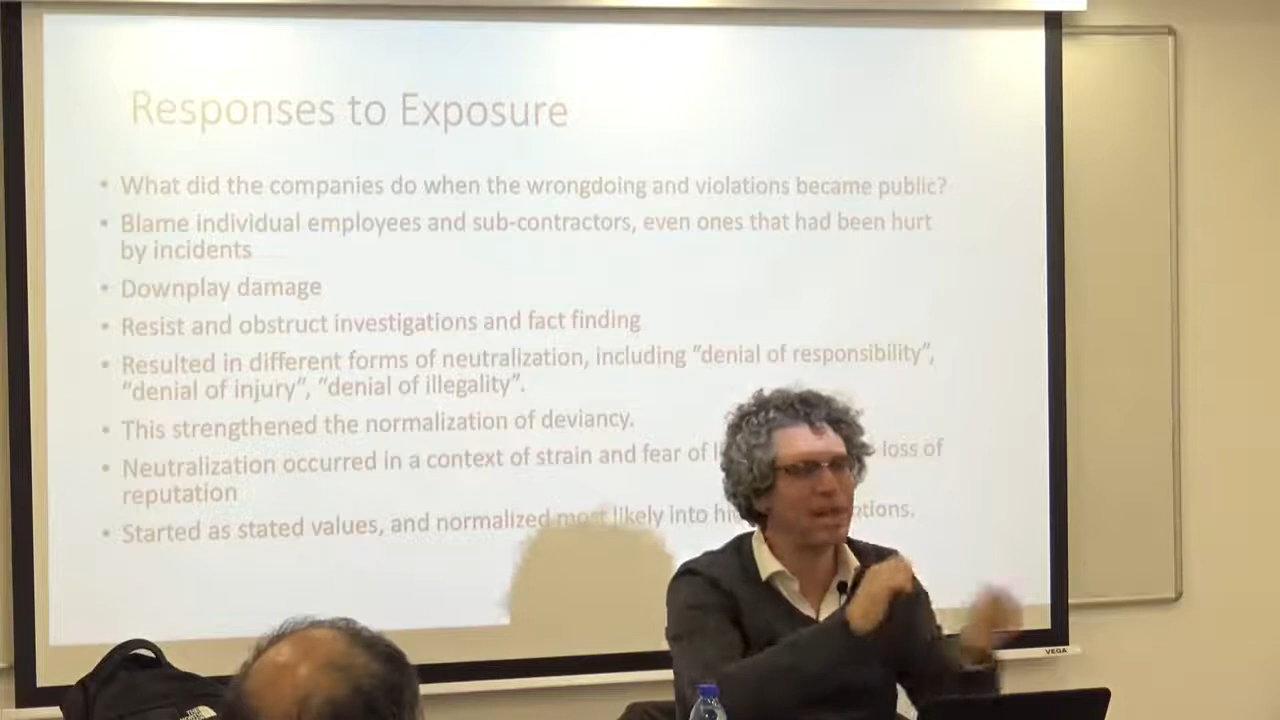 Responses to Exposure
• What did the companies do when the wrongdoing and violations became public?
• Blame individual employees and sub-contractors, even ones that had been hurt
by incidents
• Downplay damage
• Resist and obstruct investigations and fact finding
• Resulted in different forms of neutralization, including “denial of responsibility”,
“denial of injury”, “denial of illegality”.
• This strengthened the normalization of deviancy.
• Neutralization occurred in a context of strain and fear of loss of
reputation
• Started as stated values, and normalized most likely into
VEGA